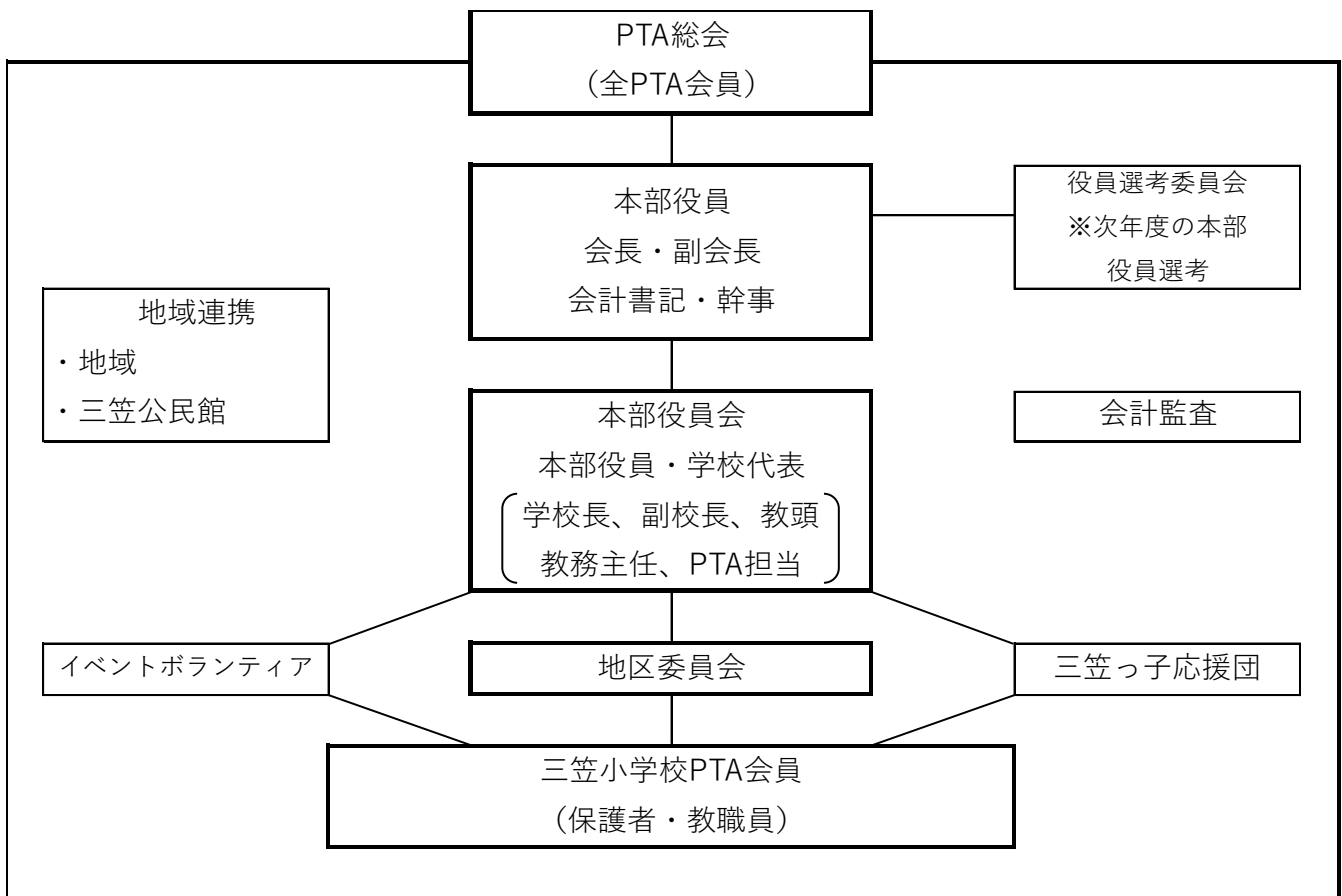 PTA総会
（全PTA会員）
本部役員
会長・副会長
会計書記・幹事
役員選考委員会
※次年度の本部
役員選考
地域連携
・地域
・三笠公民館
本部役員会
本部役員・学校代表
学校長、副校長、教頭
教務主任、PTA担当
会計監査
イベントボランティア
地区委員会
三笠っ子応援団
三笠小学校PTA会員
（保護者・教職員）